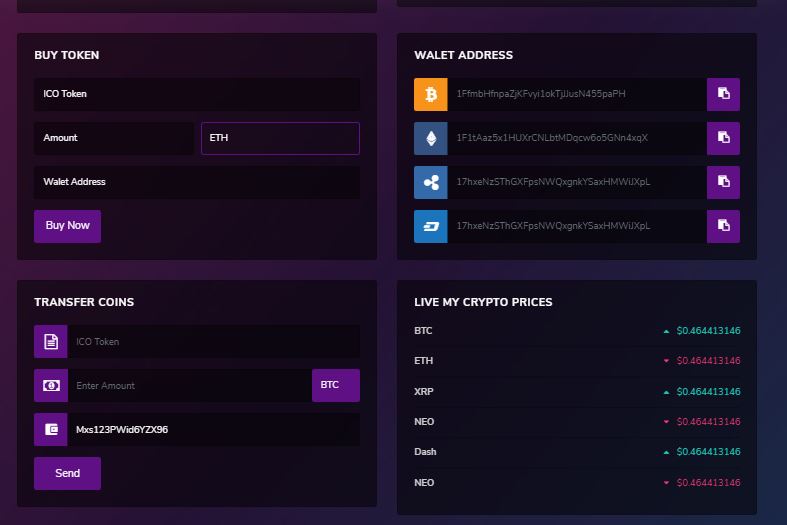 BUY TOKEN
ICO Token
Amount
ETH
Walet Address
Buy Now
WALET ADDRESS
1FfmbHfnpaZjKFvyi1okTjJJusN455paPH
1F1tAaz5x1HUXrCNLbtMDqcw6o5GNn4xqX
17hxeNzSThGXFpsNWQxgnkYSaxHMWiJXpL
17hxeNzSThGXFpsNWQxgnkYSaxHMWiJXpL
TRANSFER COINS
ICO Token
Enter Amount
BTC
Mxs123PWid6YZX96
Send
LIVE MY CRYPTO PRICES
BTC $0.464413146
ETH $0.464413146
XRP $0.464413146
NEO $0.464413146
Dash $0.464413146
NEO $0.464413146